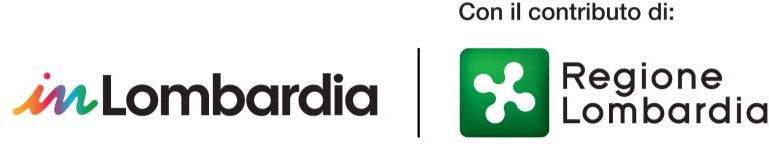 Con il contributo di:
inLombardia
Regione
Lombardia